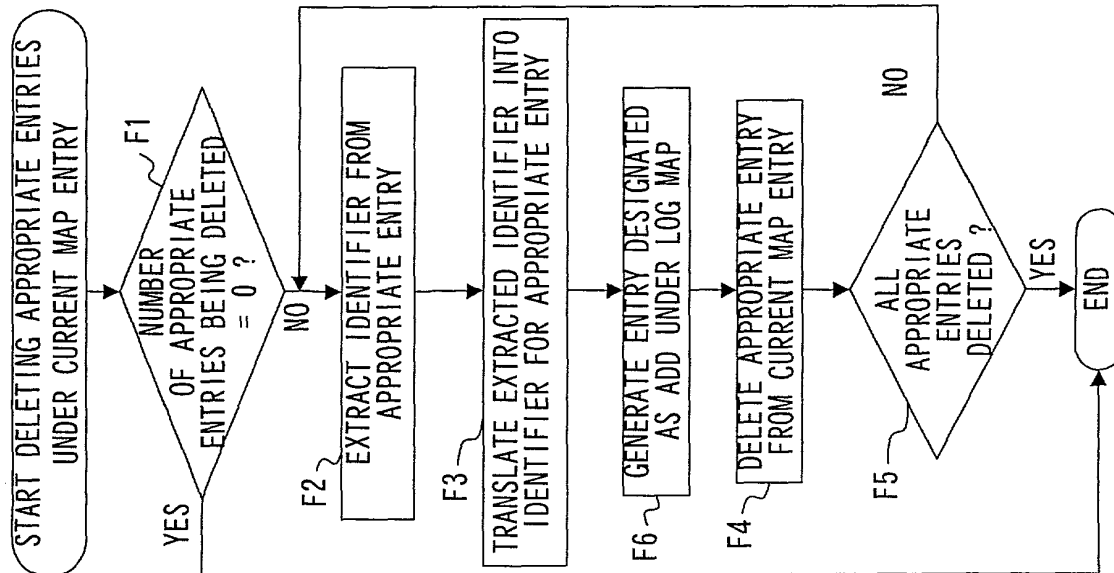 START DELETING APPROPRIATE ENTRIES
UNDER CURRENT MAP ENTRY
F1
NUMBER
OF APPROPRIATE
ENTRIES BEING DELETED
= 0 ?
YES
NO
F2
EXTRACT IDENTIFIER FROM
APPROPRIATE ENTRY
F3
TRANSLATE EXTRACTED IDENTIFIER INTO
IDENTIFIER FOR APPROPRIATE ENTRY
F6
GENERATE ENTRY DESIGNATED
AS ADD UNDER LOG MAP
F4
DELETE APPROPRIATE ENTRY
FROM CURRENT MAP ENTRY
F5
ALL
APPROPRIATE
ENTRIES
DELETED ?
NO
YES
END